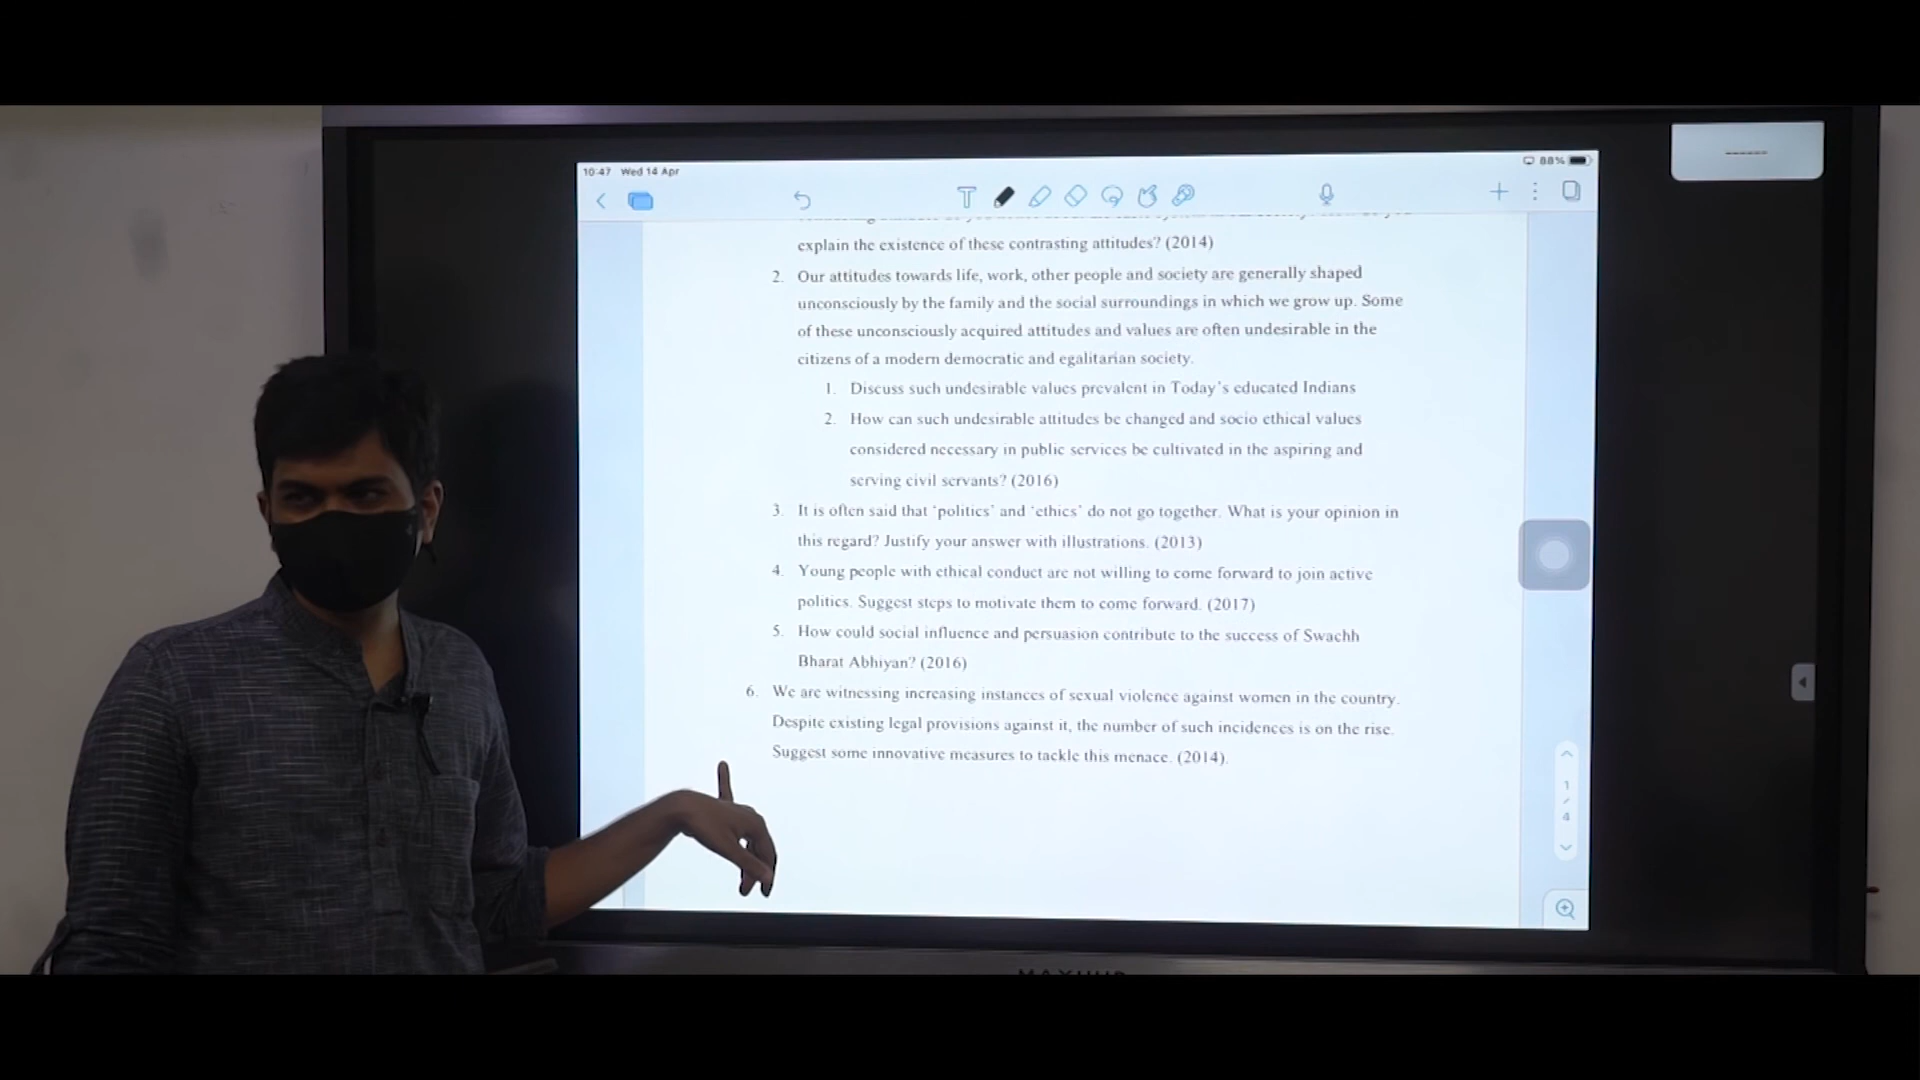 10:47 Wed 14 Apr
88%
explain the existence of these contrasting attitudes? (2014)
2. Our attitudes towards life, work, other people and society are generally shaped
unconsciously by the family and the social surroundings in which we grow up. Some
of these unconsciously acquired attitudes and values are often undesirable in the
citizens of a modern democratic and egalitarian society.
1. Discuss such undesirable values prevalent in Today's educated Indians
2. How can such undesirable attitudes be changed and socio ethical values
considered necessary in public services be cultivated in the aspiring and
serving civil servants? (2016)
3. It is often said that ‘politics’ and ‘ethics’ do not go together. What is your opinion in
this regard? Justify your answer with illustrations. (2013)
4. Young people with ethical conduct are not willing to come forward to join active
politics. Suggest steps to motivate them to come forward. (2017)
5. How could social influence and persuasion contribute to the success of Swachh
Bharat Abhiyan? (2016)
6. We are witnessing increasing instances of sexual violence against women in the country.
Despite existing legal provisions against it, the number of such incidences is on the rise.
Suggest some innovative measures to tackle this menace. (2014).
1
/
4